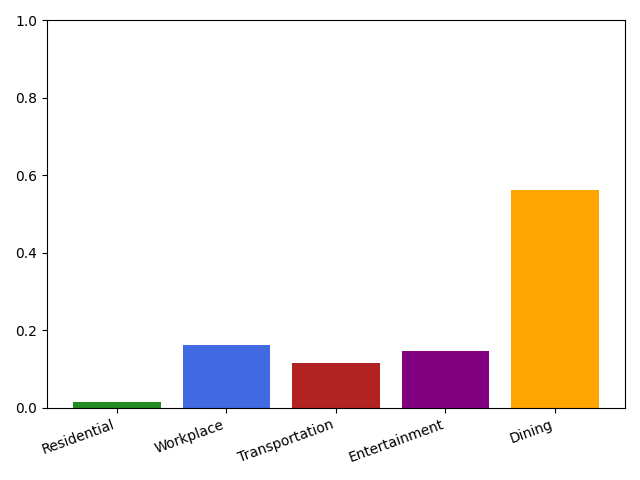 1.0
0.8
0.6
0.4
0.2
0.0
Residential
Workplace
Transportation
Entertainment
Dining